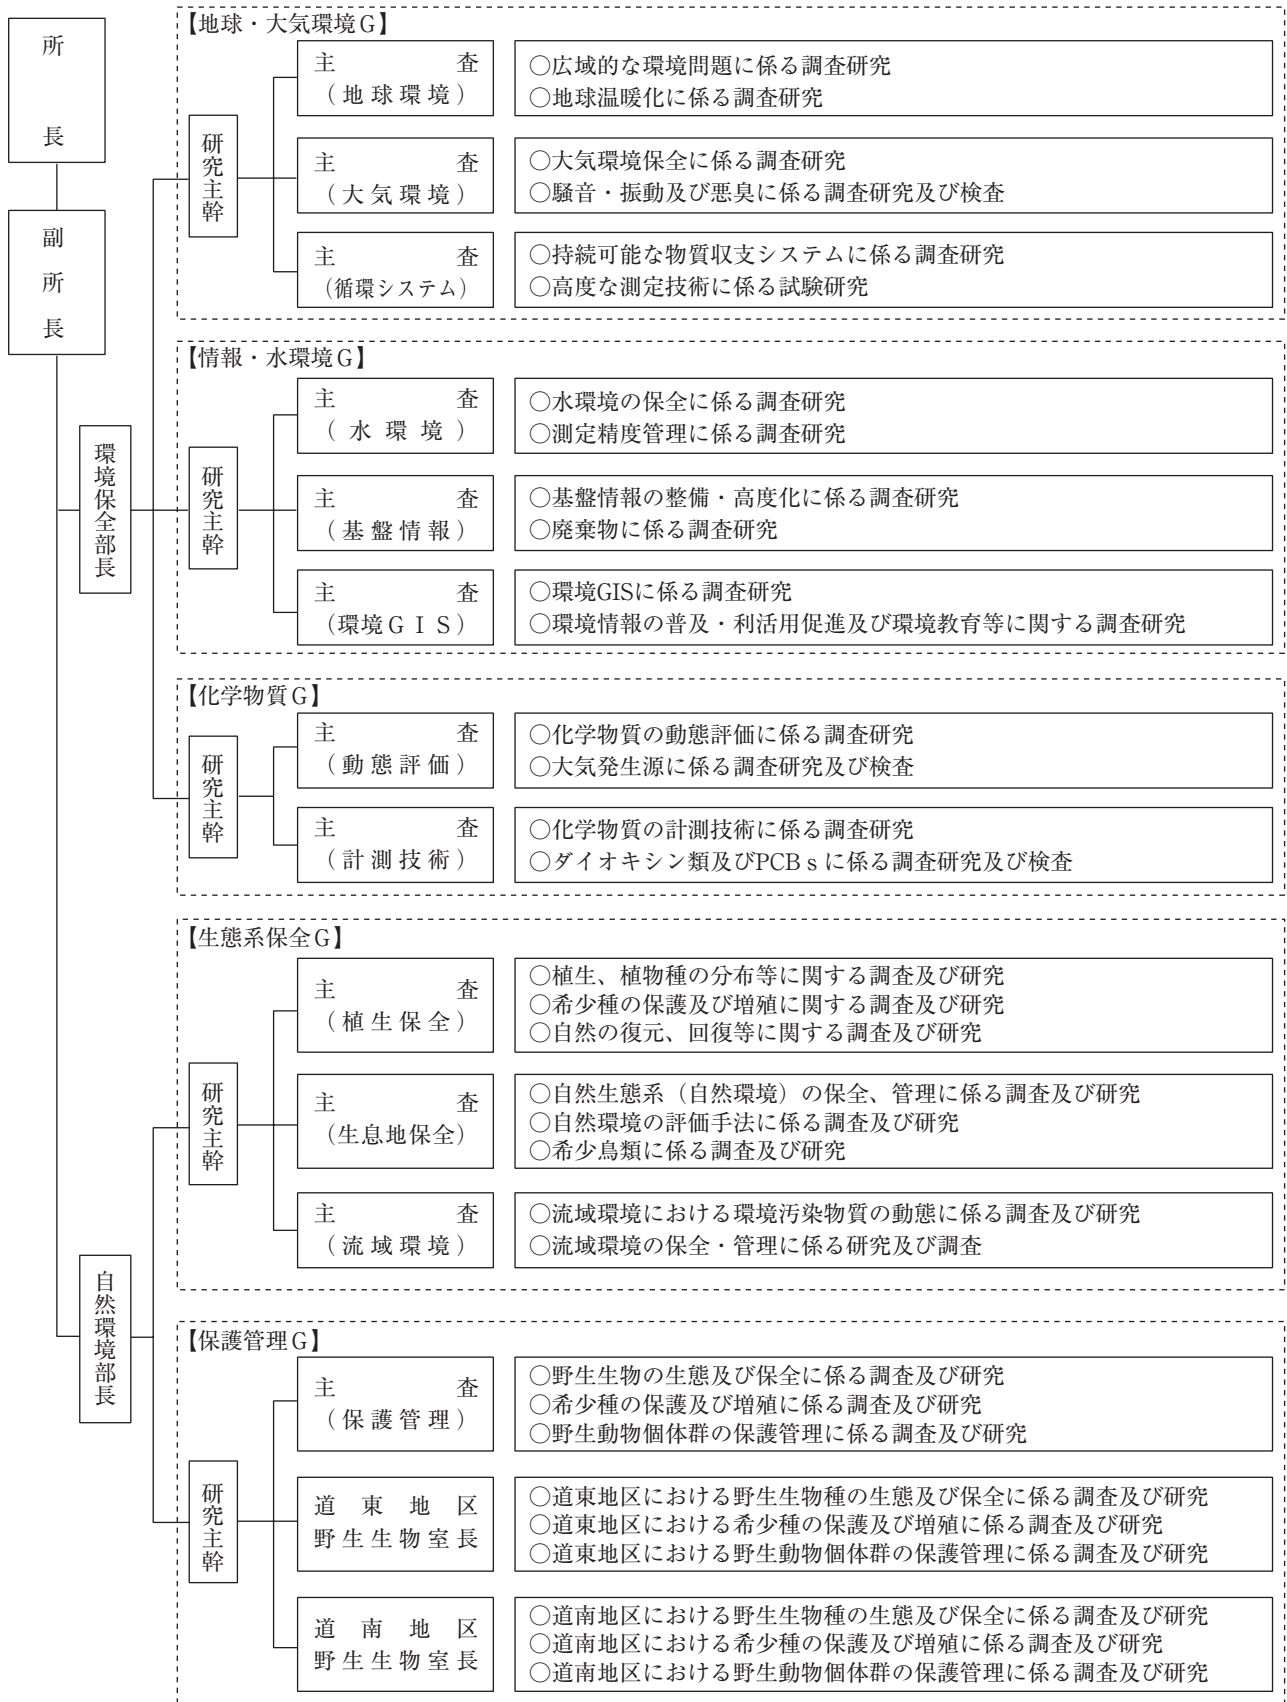 所長
副所長
環境保全部長
【地球・大気環境G】
研究主幹
主査
(地球環境)
○広域的な環境問題に係る調査研究
○地球温暖化に係る調査研究
主査
(大気環境)
○大気環境保全に係る調査研究
○騒音・振動及び悪臭に係る調査研究及び検査
主査
(循環システム)
○持続可能な物質収支システムに係る調査研究
○高度な測定技術に係る試験研究
【情報・水環境G】
研究主幹
主査
(水環境)
○水環境の保全に係る調査研究
○測定精度管理に係る調査研究
主査
(基盤情報)
○基盤情報の整備・高度化に係る調査研究
○廃棄物に係る調査研究
主査
(環境GIS)
○環境GISに係る調査研究
○環境情報の普及・利活用促進及び環境教育等に関する調査研究
【化学物質G】
研究主幹
主査
(動態評価)
○化学物質の動態評価に係る調査研究
○大気発生源に係る調査研究及び検査
主査
(計測技術)
○化学物質の計測技術に係る調査研究
○ダイオキシン類及びPCBsに係る調査研究及び検査
自然環境部長
【生態系保全G】
研究主幹
主査
(植生保全)
○植生、植物種の分布等に関する調査及び研究
○希少種の保護及び増殖に関する調査及び研究
○自然の復元、回復等に関する調査及び研究
主査
(生息地保全)
○自然生態系(自然環境)の保全、管理に係る調査及び研究
○自然環境の評価手法に係る調査及び研究
○希少鳥類に係る調査及び研究
主査
(流域環境)
○流域環境における環境汚染物質の動態に係る調査及び研究
○流域環境の保全・管理に係る研究及び調査
【保護管理G】
研究主幹
主査
(保護管理)
○野生生物の生態及び保全に係る調査及び研究
○希少種の保護及び増殖に係る調査及び研究
○野生動物個体群の保護管理に係る調査及び研究
道東地区
野生生物室長
○道東地区における野生生物種の生態及び保全に係る調査及び研究
○道東地区における希少種の保護及び増殖に係る調査及び研究
○道東地区における野生動物個体群の保護管理に係る調査及び研究
道南地区
野生生物室長
○道南地区における野生生物種の生態及び保全に係る調査及び研究
○道南地区における希少種の保護及び増殖に係る調査及び研究
○道南地区における野生動物個体群の保護管理に係る調査及び研究